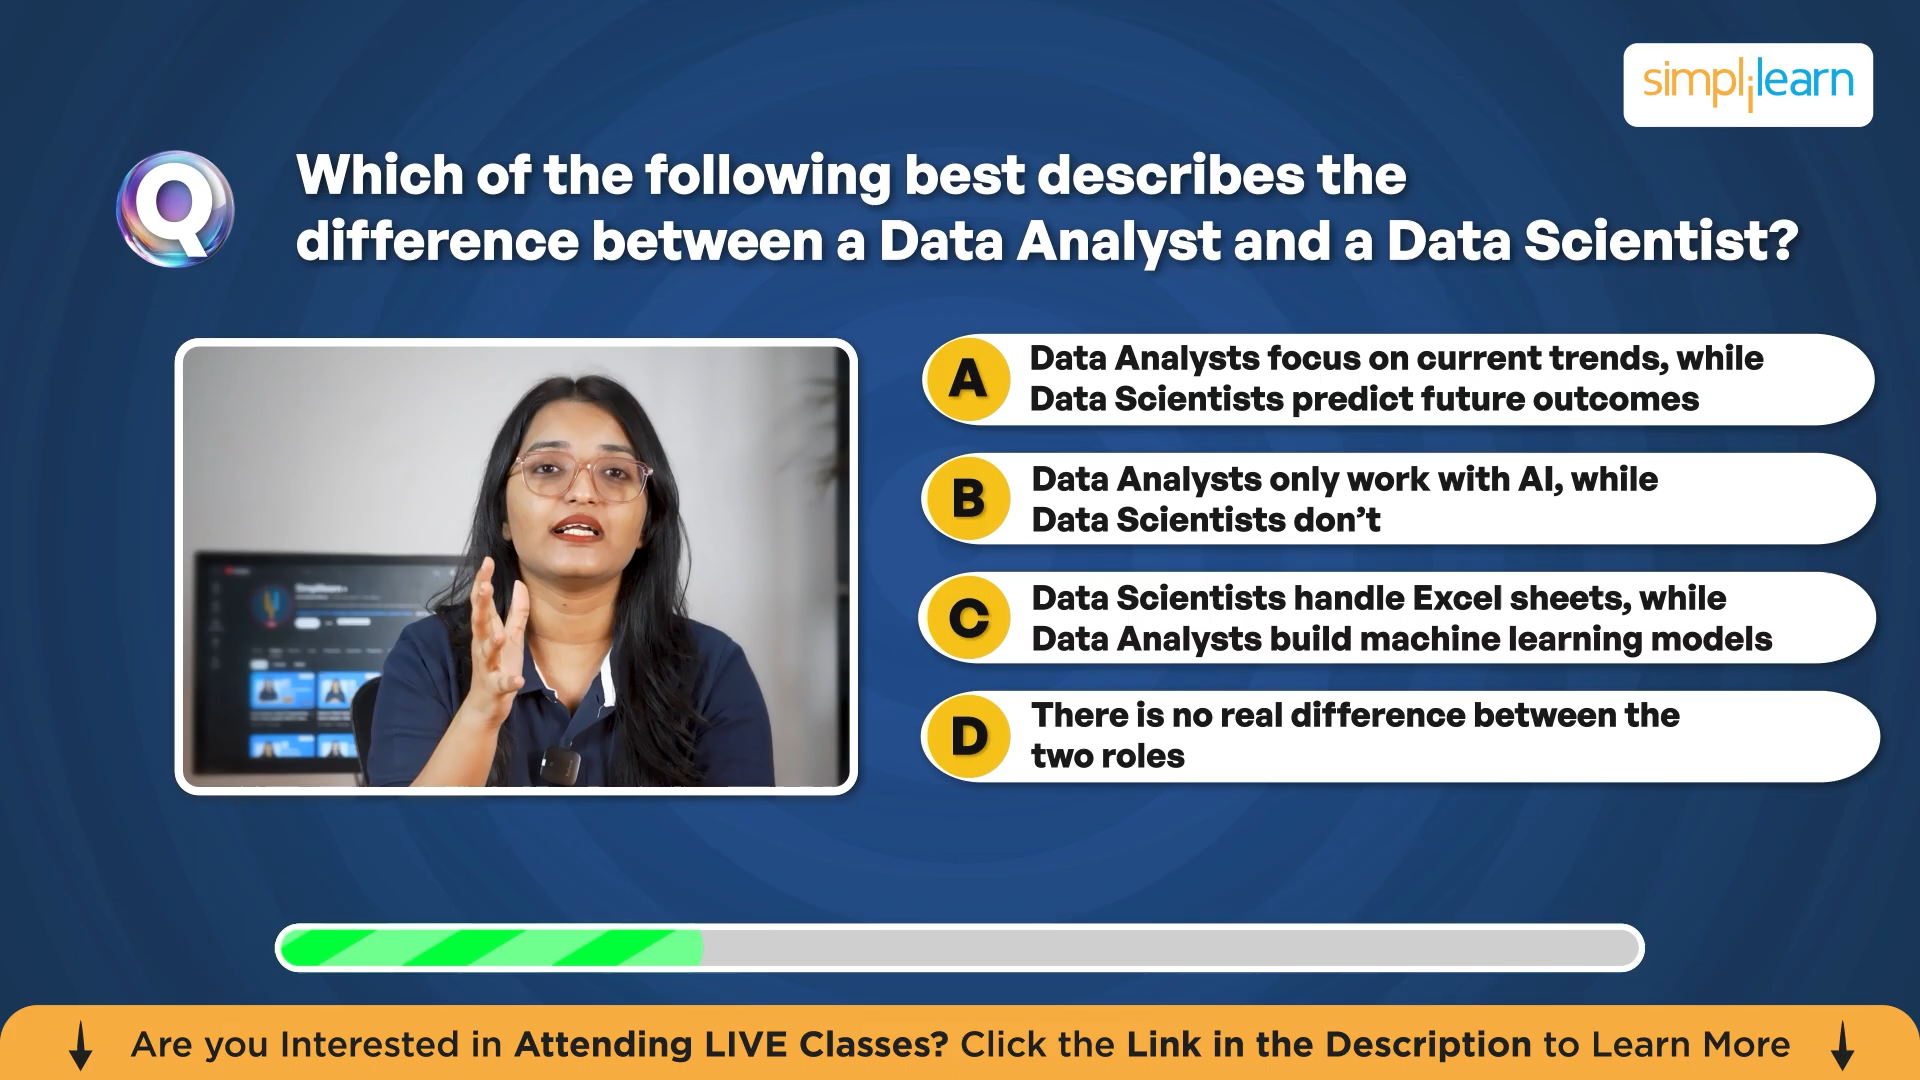 simplilearn
Q
Which of the following best describes the
difference between a Data Analyst and a Data Scientist?
A
Data Analysts focus on current trends, while
Data Scientists predict future outcomes
B
Data Analysts only work with AI, while
Data Scientists don’t
C
Data Scientists handle Excel sheets, while
Data Analysts build machine learning models
D
There is no real difference between the
two roles
Are you Interested in Attending LIVE Classes? Click the Link in the Description to Learn More